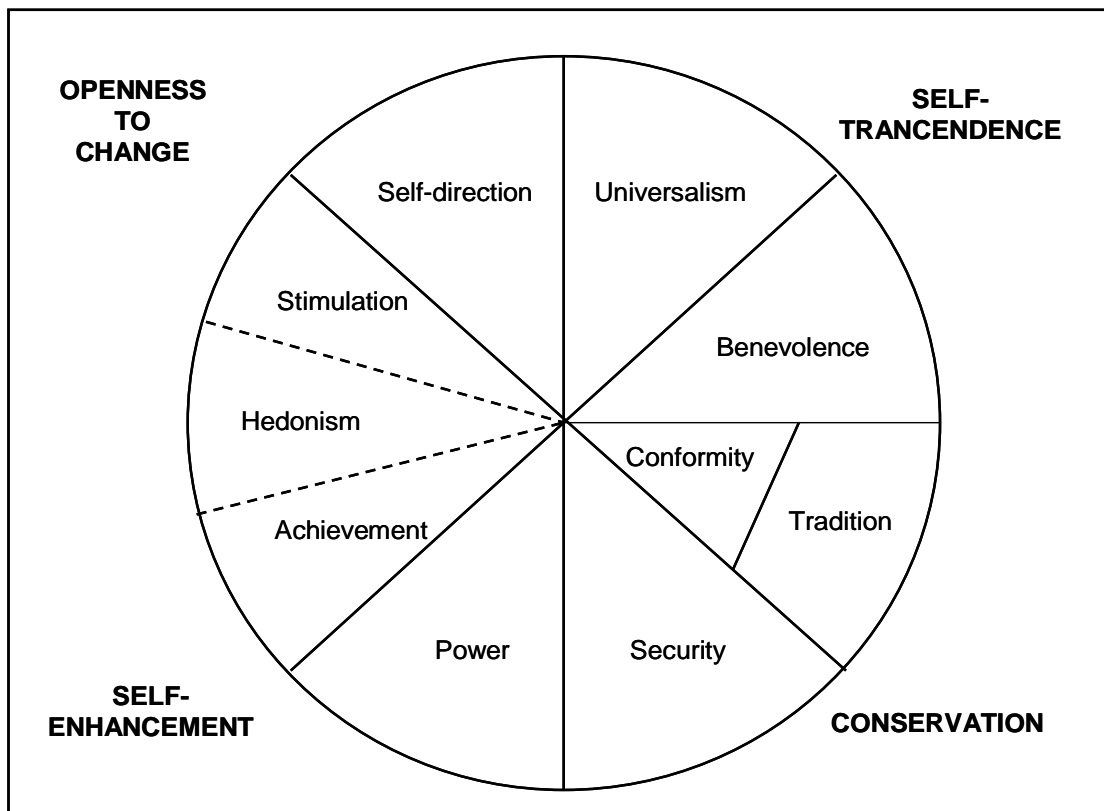 OPENNESS
TO
CHANGE
SELF-
TRANCENDENCE
Self-direction
Universalism
Stimulation
Benevolence
Hedonism
Conformity
Tradition
Achievement
Power
Security
SELF-
ENHANCEMENT
CONSERVATION